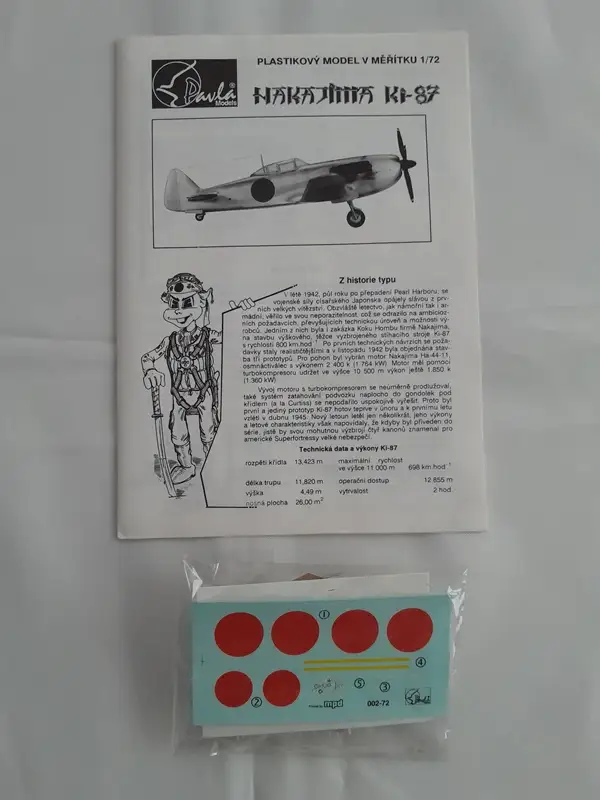 PLASTIKOVÝ MODEL V MĚŘÍTKU 1/72
Pavla
Models
NAKAJIMA Ki-87
Z historie typu
V létě 1942, půl roku po přepadení Pearl Harboru, se
vojenské síly císařského Japonska opájely slávou z prv-
ních velkých vítězství. Obzvláště letectvo, jak námořní tak i ar-
mádní, věřilo ve svou neporazitelnost, což se odrazilo na ambicioz-
ních požadavcích, převyšujících technickou úroveň a možnosti vý-
robců. Jedním z nich byla i zakázka Koku Hombu firmě Nakajima,
na stavbu výškového, těžce vyzbrojeného stíhacího stroje Ki-87
s rychlostí 800 km.hod⁻¹. Po prvních technických návrzích se poža-
davky staly realističtějšími a v listopadu 1942 byla objednána stav-
ba tří prototypů. Pro pohon byl vybrán motor Nakajima Ha-44-11,
osmnáctiválec s výkonem 2 400 k (1 764 kW). Motor měl pomocí
turbokompresoru udržet ve výšce 10 500 m výkon ještě 1.850 k
(1.360 kW)
Vývoj motoru s turbokompresorem se neúměrně prodlužoval,
také systém zatahování podvozku naplocho do gondolek pod
křídlem (a la Curtiss) se nepodařilo uspokojivě vyřešit. Proto byl
první a jediný prototyp Ki-87 hotov teprve v únoru a k prvnímu letu
vzlétl v dubnu 1945. Nový letoun létěl jen několikrát, jeho výkony
a letové charakteristiky však napovídají, že kdyby byl přiveden do
série, jistě by svou mohutnou výzbrojí čtyř kanónů znamenal pro
americké Superfortressy velké nebezpečí.
Technická data a výkony Ki-87
rozpětí křídla 13,423 m maximální rychlost
ve výšce 11 000 m 698 km.hod⁻¹
délka trupu 11,820 m operační dostup 12 855 m
výška 4,49 m vytrvalost 2 hod.
nosná plocha 26,00 m²
①
④
②
⑤
③
mpd
002-72
Pavla